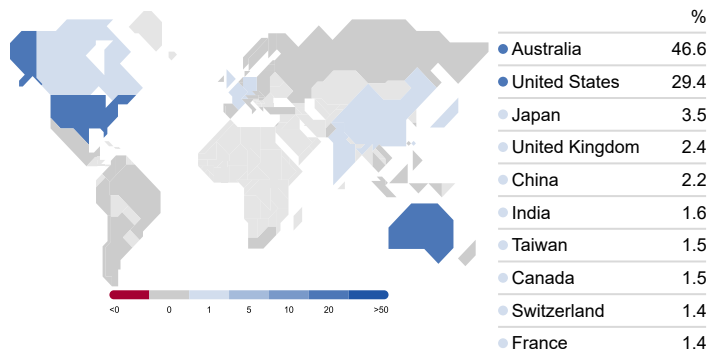 %
Australia 46.6
United States 29.4
Japan 3.5
United Kingdom 2.4
China 2.2
India 1.6
Taiwan 1.5
Canada 1.5
Switzerland 1.4
France 1.4
<0 0 1 5 10 20 >50